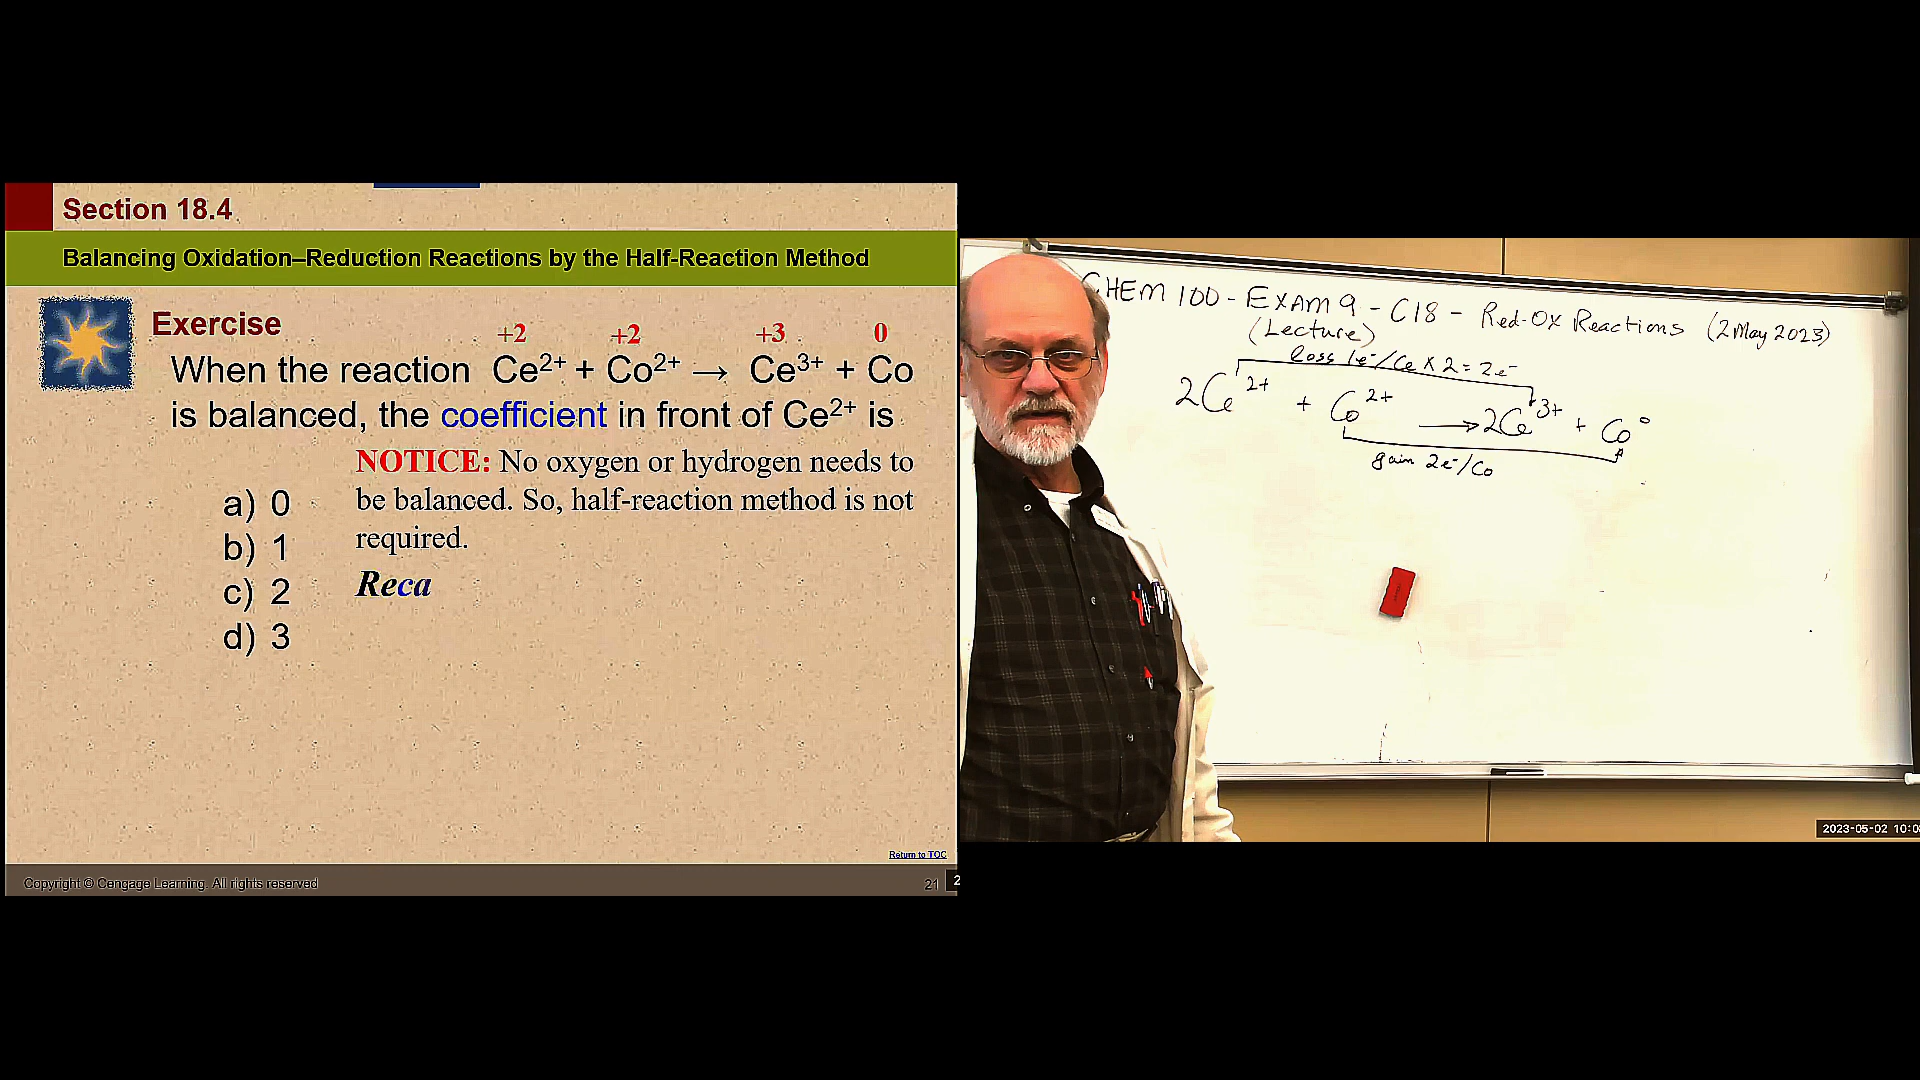 Section 18.4
Balancing Oxidation–Reduction Reactions by the Half-Reaction Method
Exercise
+2 +2 +3 0
When the reaction Ce²⁺ + Co²⁺ → Ce³⁺ + Co
is balanced, the coefficient in front of Ce²⁺ is
NOTICE: No oxygen or hydrogen needs to
be balanced. So, half-reaction method is not
required.
Reca
a) 0
b) 1
c) 2
d) 3
Return to TOC
Copyright © Cengage Learning. All rights reserved
21
2
CHEM 100 - EXAM 9 - C18 - Red-Ox Reactions (2 May 2023)
(Lecture)
loss 1e⁻/Ce X 2 = 2e⁻
2Ce²⁺ + Co²⁺ → 2Ce³⁺ + Co⁰
gain 2e⁻/Co
2023-05-02 10:0